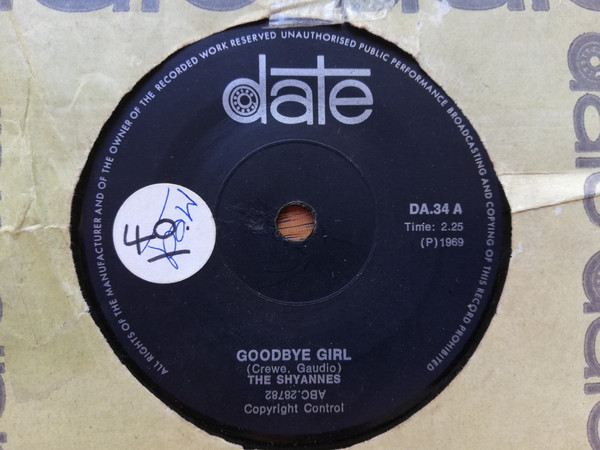 ALL RIGHTS OF THE MANUFACTURER AND OF THE OWNER OF THE RECORDED WORK RESERVED UNAUTHORISED PUBLIC PERFORMANCE BROADCASTING AND COPYING OF THIS RECORD PROHIBITED
date
DA.34 A
Time: 2.25
(P)1969
49
GOODBYE GIRL
(Crewe, Gaudio)
THE SHYANNES
ABC.28782
Copyright Control